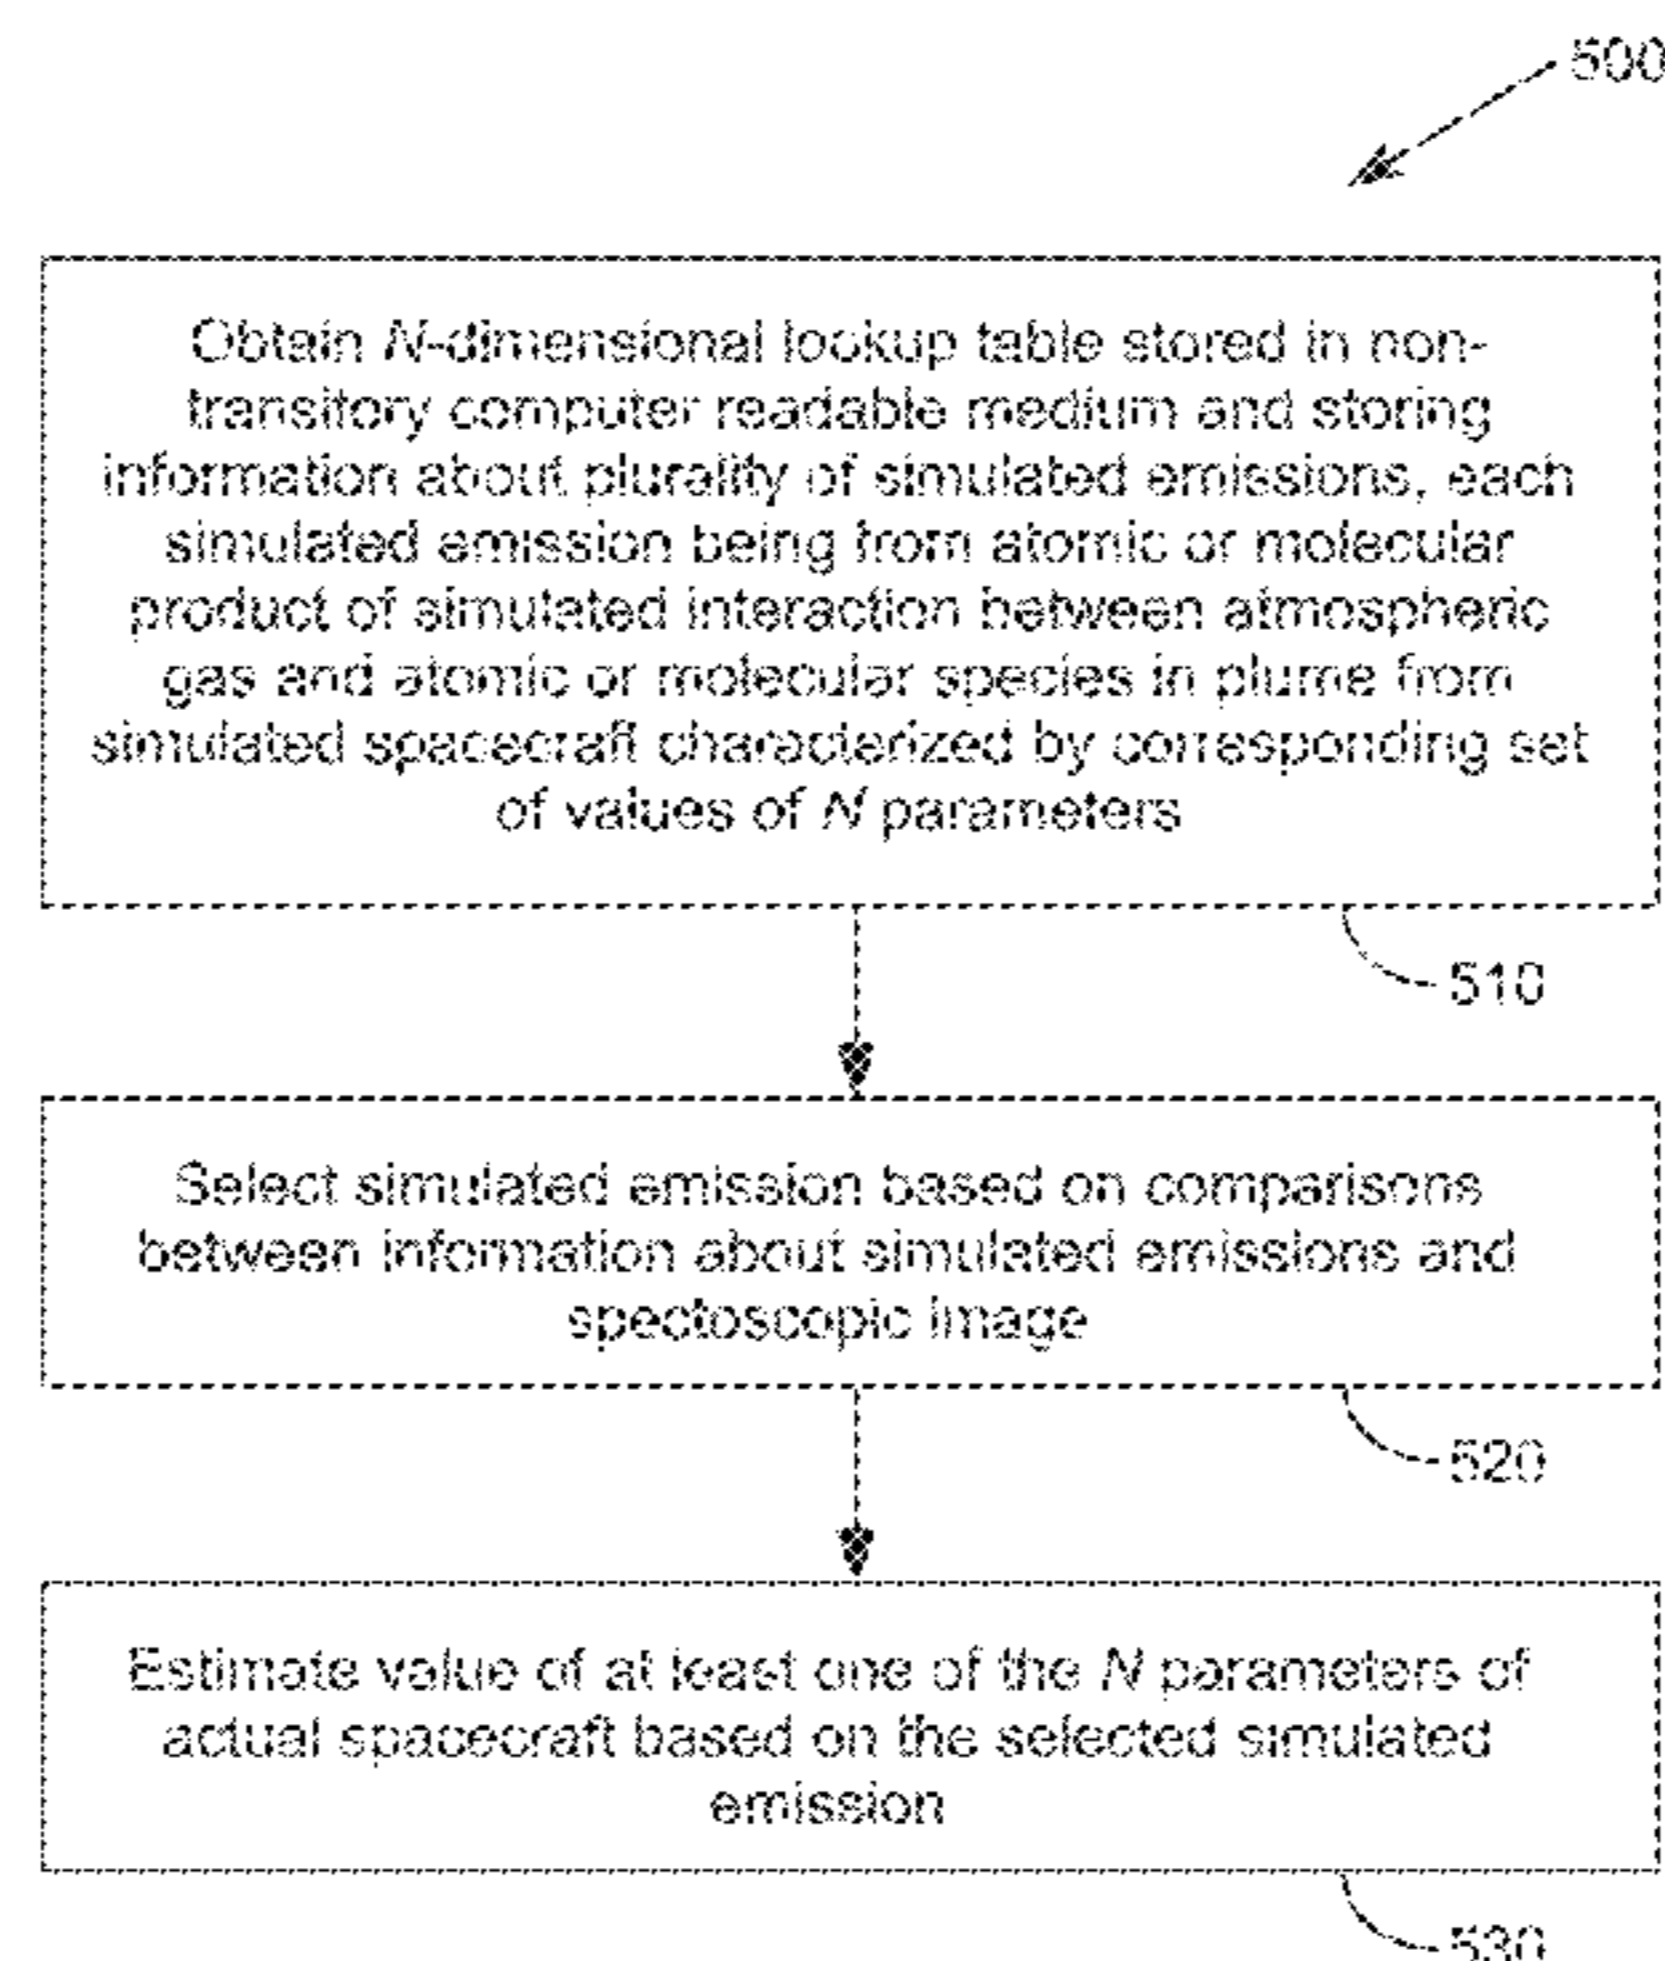 500
Obtain N-dimensional lookup table stored in non-
transitory computer readable medium and storing
information about plurality of simulated emissions, each
simulated emission being from atomic or molecular
product of simulated interaction between atmospheric
gas and atomic or molecular species in plume from
simulated spacecraft characterized by corresponding set
of values of N parameters
510
Select simulated emission based on comparisons
between information about simulated emissions and
spectoscopic image
520
Estimate value of at least one of the N parameters of
actual spacecraft based on the selected simulated
emission
530